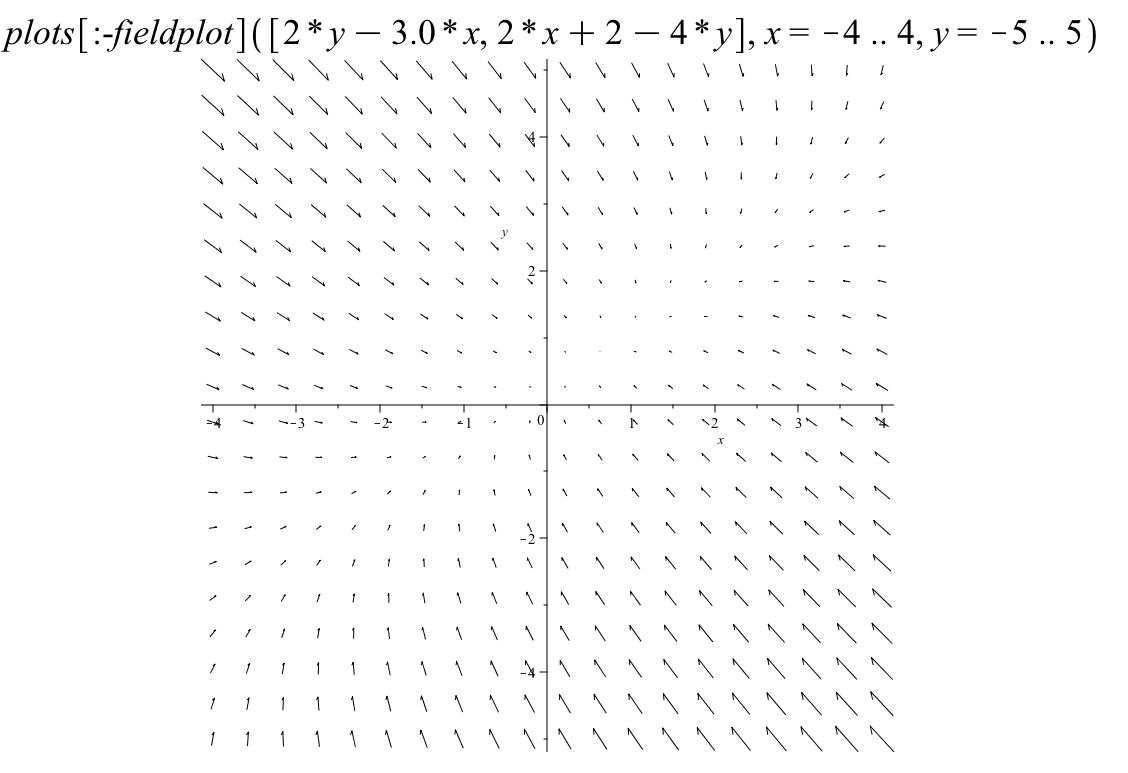 plots[:-fieldplot]([2*y − 3.0*x, 2*x + 2 − 4*y], x = −4 .. 4, y = −5 .. 5)
4
y
2
−4 −3 −2 −1 0 1 2 3 4
x
−2
−4